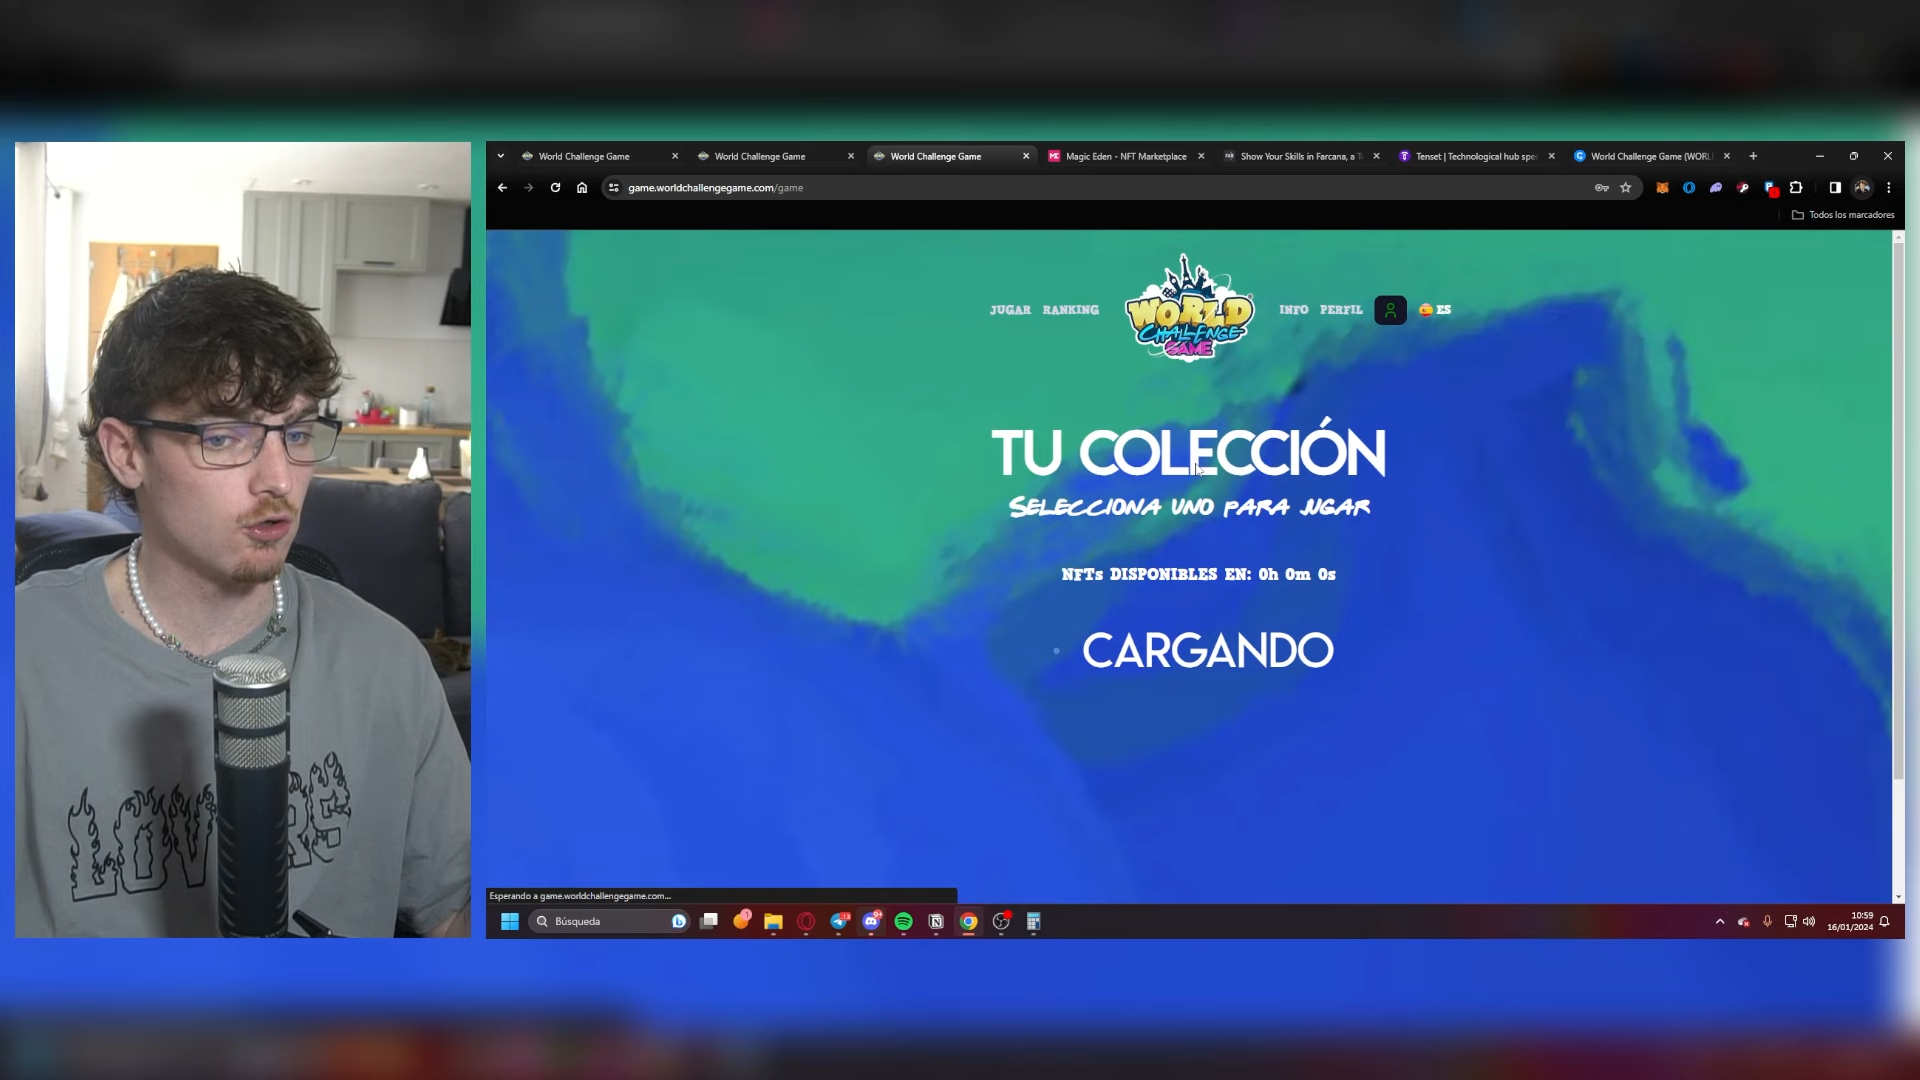 World Challenge Game
World Challenge Game
World Challenge Game
Magic Eden - NFT Marketplace
Show Your Skills in Farcana, a
Tenset | Technological hub spe
World Challenge Game (WORL
game.worldchallengegame.com/game
Todos los marcadores
JUGAR RANKING
WORLD
CHALLENGE
GAME
INFO PERFIL
ES
TU COLECCIÓN
SELECCIONA UNO PARA JUGAR
NFTs DISPONIBLES EN: 0h 0m 0s
CARGANDO
Esperando a game.worldchallengegame.com...
Búsqueda
10:59
16/01/2024